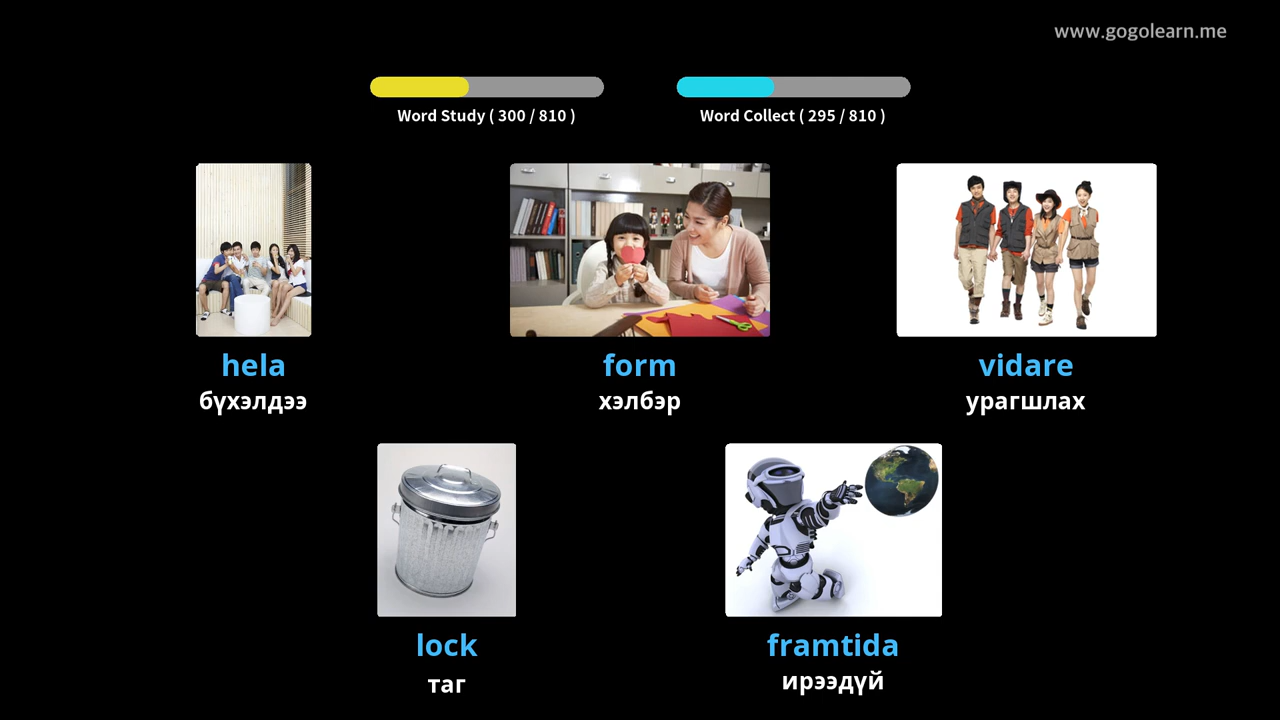 www.gogolearn.me
Word Study ( 300 / 810 )
Word Collect ( 295 / 810 )
hela
бүхэлдээ
form
хэлбэр
vidare
урагшлах
lock
таг
framtida
ирээдүй